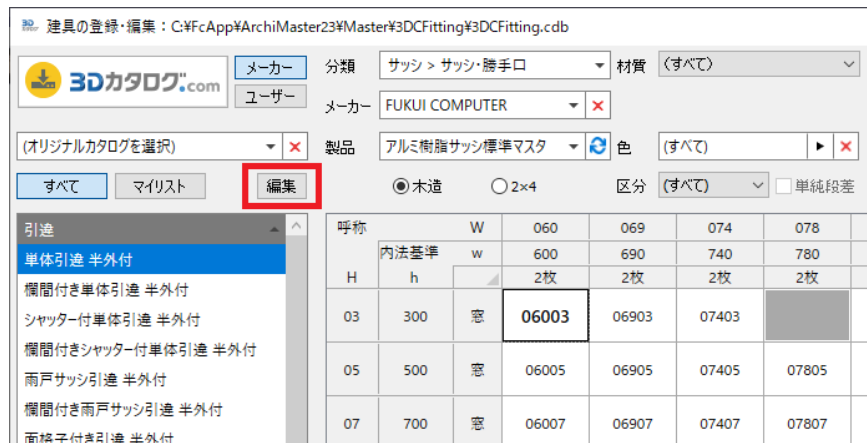 建具の登録・編集:C:¥FcApp¥ArchiMaster23¥Master¥3DCFitting¥3DCFitting.cdb
3Dカタログ.com
メーカー
ユーザー
分類 サッシ > サッシ・勝手口 材質 (すべて)
メーカー FUKUI COMPUTER
(オリジナルカタログを選択) 製品 アルミ樹脂サッシ標準マスタ 色 (すべて)
すべて マイリスト 編集 木造 2×4 区分 (すべて) 単純段差
引違
単体引違 半外付
欄間付き単体引違 半外付
シャッター付単体引違 半外付
欄間付きシャッター付単体引違 半外付
雨戸サッシ引違 半外付
欄間付き雨戸サッシ引違 半外付
面格子付き引違 半外付
呼称 W 060 069 074 078
内法基準 w 600 690 740 780
H h 2枚 2枚 2枚 2枚
03 300 窓 06003 06903 07403
05 500 窓 06005 06905 07405 07805
07 700 窓 06007 06907 07407 07807